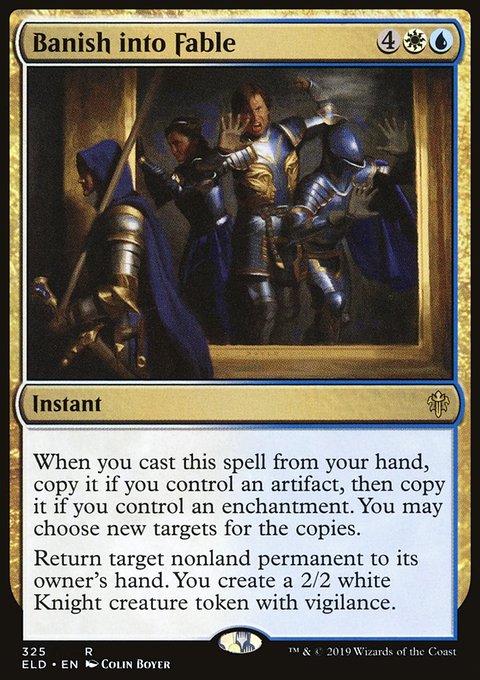 Banish into Fable 4
Instant
When you cast this spell from your hand,
copy it if you control an artifact, then copy
it if you control an enchantment. You may
choose new targets for the copies.
Return target nonland permanent to its
owner's hand. You create a 2/2 white
Knight creature token with vigilance.
325 R
ELD • EN Colin Boyer
™ & © 2019 Wizards of the Coast